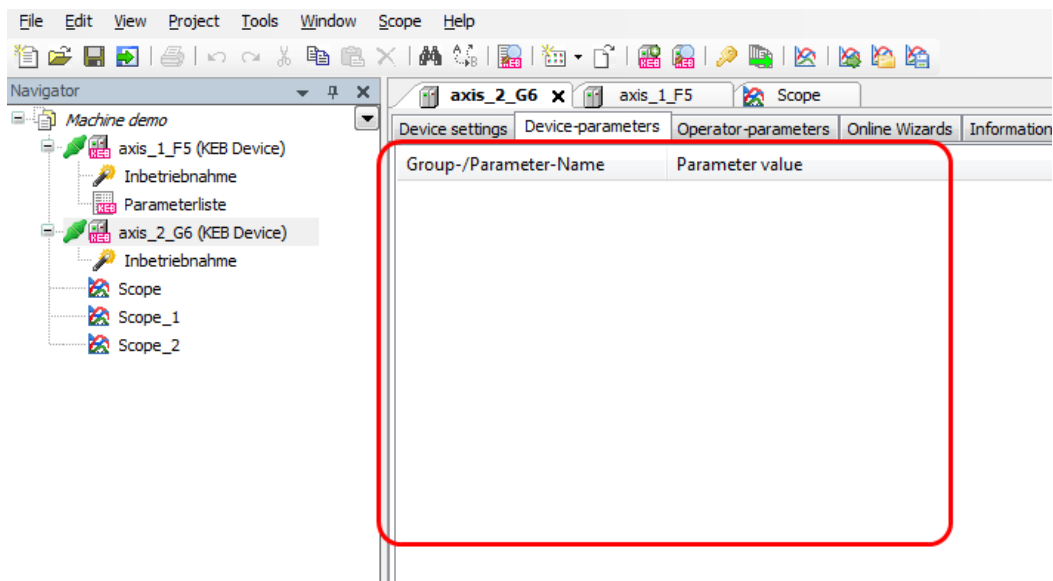 File Edit View Project Tools Window Scope Help
Navigator
axis_2_G6 axis_1_F5 Scope
Machine demo
Device settings Device-parameters Operator-parameters Online Wizards Information
axis_1_F5 (KEB Device)
Group-/Parameter-Name Parameter value
Inbetriebnahme
Parameterliste
axis_2_G6 (KEB Device)
Inbetriebnahme
Scope
Scope_1
Scope_2